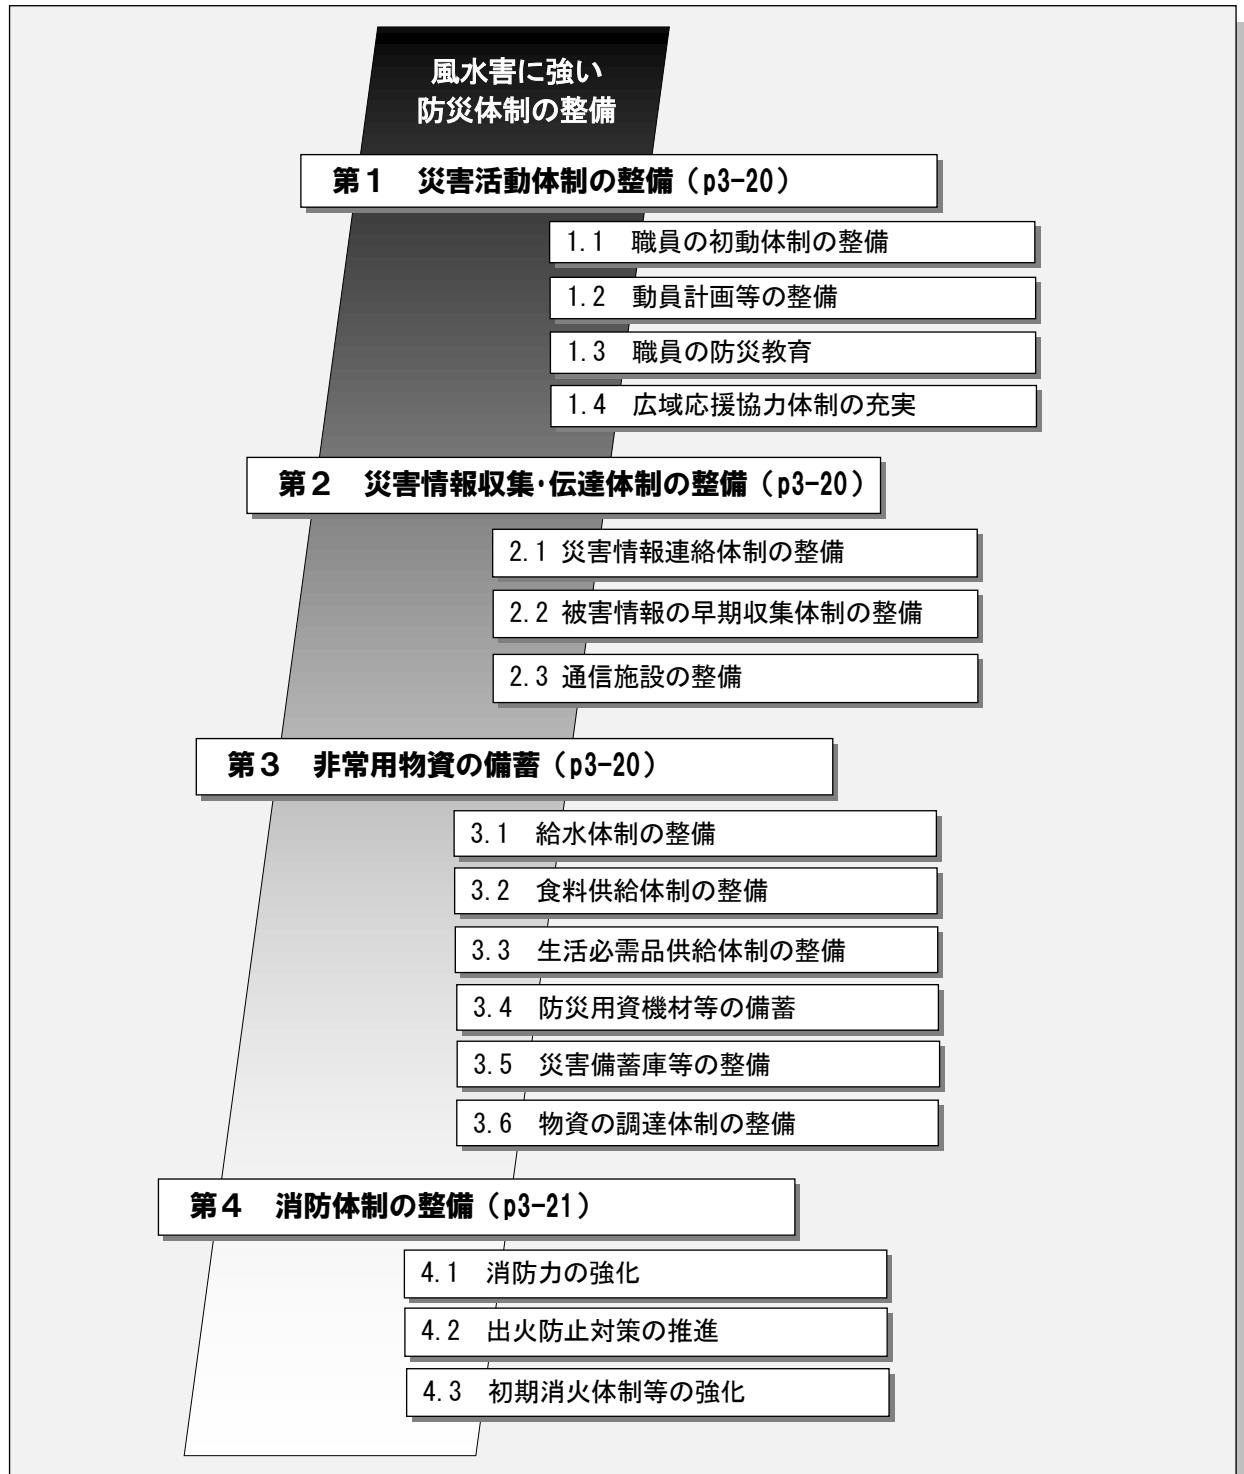 風水害に強い
防災体制の整備
第1 災害活動体制の整備（p3-20）
1.1 職員の初動体制の整備
1.2 動員計画等の整備
1.3 職員の防災教育
1.4 広域応援協力体制の充実
第2 災害情報収集･伝達体制の整備（p3-20）
2.1 災害情報連絡体制の整備
2.2 被害情報の早期収集体制の整備
2.3 通信施設の整備
第3 非常用物資の備蓄（p3-20）
3.1 給水体制の整備
3.2 食料供給体制の整備
3.3 生活必需品供給体制の整備
3.4 防災用資機材等の備蓄
3.5 災害備蓄庫等の整備
3.6 物資の調達体制の整備
第4 消防体制の整備（p3-21）
4.1 消防力の強化
4.2 出火防止対策の推進
4.3 初期消火体制等の強化